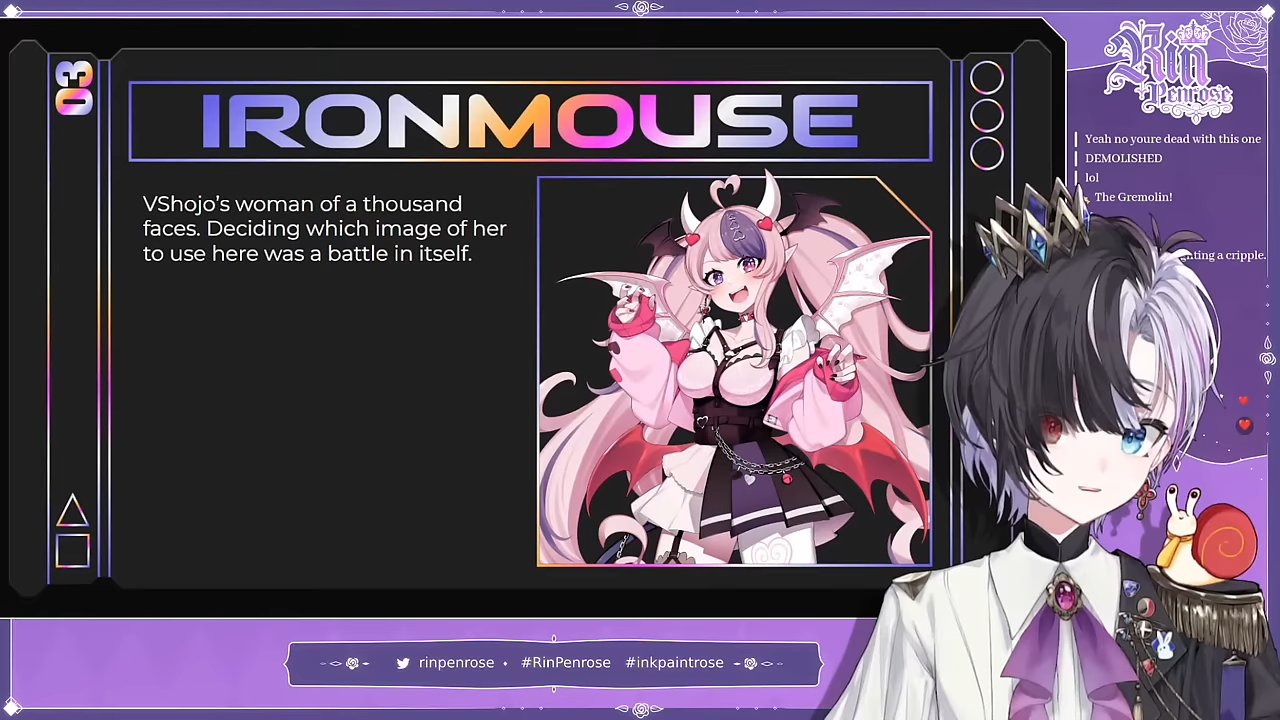 03
IRONMOUSE
VShojo's woman of a thousand
faces. Deciding which image of her
to use here was a battle in itself.
Rin
Penrose
Yeah no youre dead with this one
DEMOLISHED
lol
The Gremolin!
a cripple.
rinpenrose • #RinPenrose #inkpaintrose